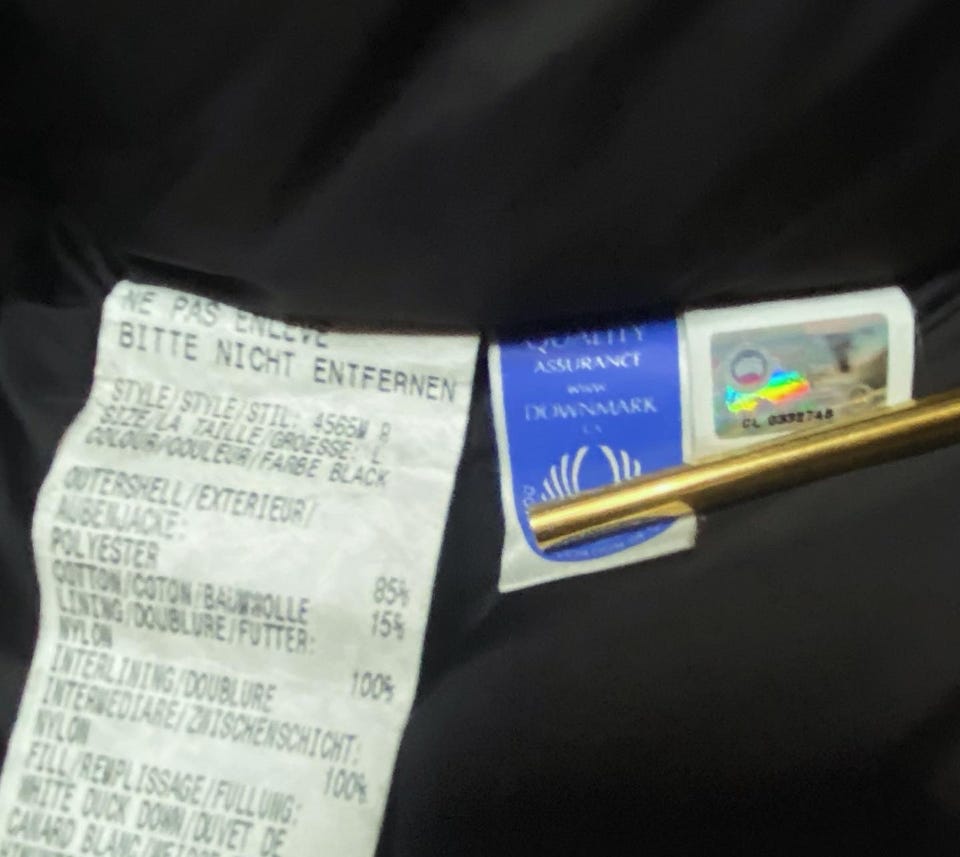 NE PAS ENLEVE
BITTE NICHT ENTFERNEN
STYLE/STYLE/STIL: 4565M R
SIZE/LA TAILLE/GROESSE: L
COLOUR/COULEUR/FARBE BLACK
OUTERSHELL/EXTERIEUR/
AUBENJACKE:
POLYESTER 85%
COTTON/COTON/BAUMWOLLE 15%
LINING/DOUBLURE/FUTTER:
NYLON 100%
INTERLINING/DOUBLURE
INTERMEDIARE/ZWISCHENSCHICHT:
NYLON 100%
FILL/REMPLISSAGE/FULLUNG:
WHITE DUCK DOWN/DUVET DE
CANARD BLANC/
QUALITY
ASSURANCE
www
DOWNMARK
CA
CL 0332748